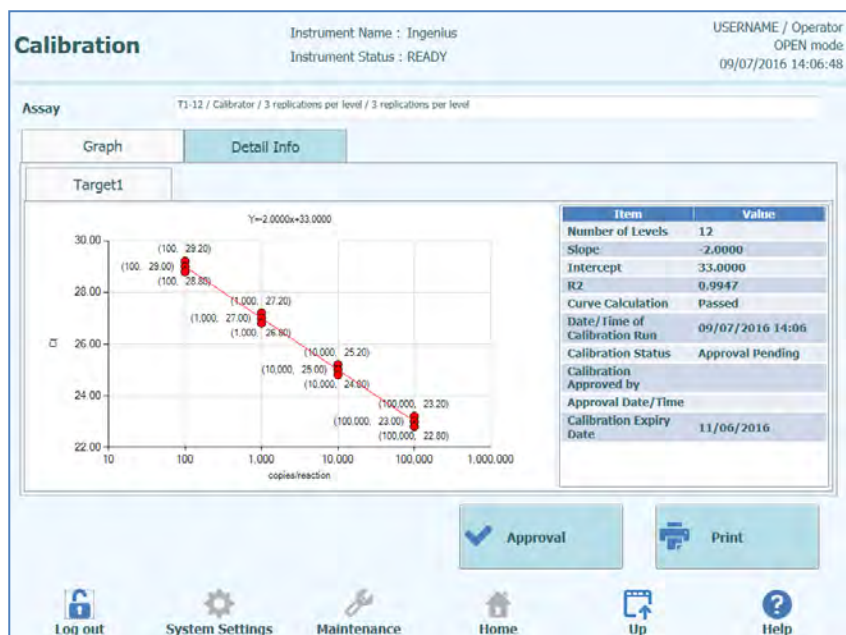 Calibration
Instrument Name : Ingenius
Instrument Status : READY
USERNAME / Operator
OPEN mode
09/07/2016 14:06:48
Assay
T1-12 / Calibrator / 3 replications per level / 3 replications per level
Graph
Detail Info
Target1
Y=-2.0000x+33.0000
30.00
28.00
26.00
24.00
22.00
Ct
(100, 29.20)
(100, 29.00)
(100, 28.80)
(1,000, 27.20)
(1,000, 27.00)
(1,000, 26.80)
(10,000, 25.20)
(10,000, 25.00)
(10,000, 24.80)
(100,000, 23.20)
(100,000, 23.00)
(100,000, 22.80)
10
100
1,000
10,000
100,000
1,000,000
copies/reaction
Item Value
Number of Levels 12
Slope -2.0000
Intercept 33.0000
R2 0.9947
Curve Calculation Passed
Date/Time of
Calibration Run 09/07/2016 14:06
Calibration Status Approval Pending
Calibration
Approved by
Approval Date/Time
Calibration Expiry
Date 11/06/2016
Approval
Print
Log out
System Settings
Maintenance
Home
Up
Help